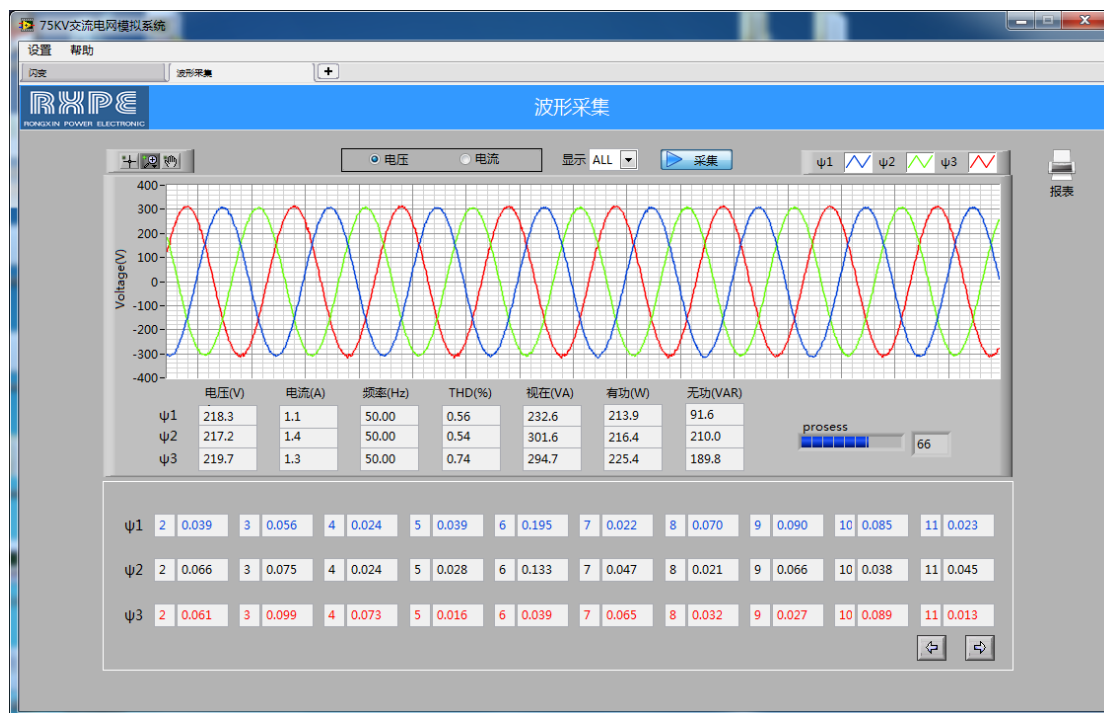 75KV交流电网模拟系统
设置 帮助
闪变 波形采集
RXPE
RONGXIN POWER ELECTRONIC
波形采集
电压 电流 显示 ALL 采集 ψ1 ψ2 ψ3
报表
400
300
200
100
0
-100
-200
-300
-400
Voltage(V)
电压(V) 电流(A) 频率(Hz) THD(%) 视在(VA) 有功(W) 无功(VAR)
ψ1 218.3 1.1 50.00 0.56 232.6 213.9 91.6
ψ2 217.2 1.4 50.00 0.54 301.6 216.4 210.0
ψ3 219.7 1.3 50.00 0.74 294.7 225.4 189.8
prosess
66
ψ1 2 0.039 3 0.056 4 0.024 5 0.039 6 0.195 7 0.022 8 0.070 9 0.090 10 0.085 11 0.023
ψ2 2 0.066 3 0.075 4 0.024 5 0.028 6 0.133 7 0.047 8 0.021 9 0.066 10 0.038 11 0.045
ψ3 2 0.061 3 0.099 4 0.073 5 0.016 6 0.039 7 0.065 8 0.032 9 0.027 10 0.089 11 0.013